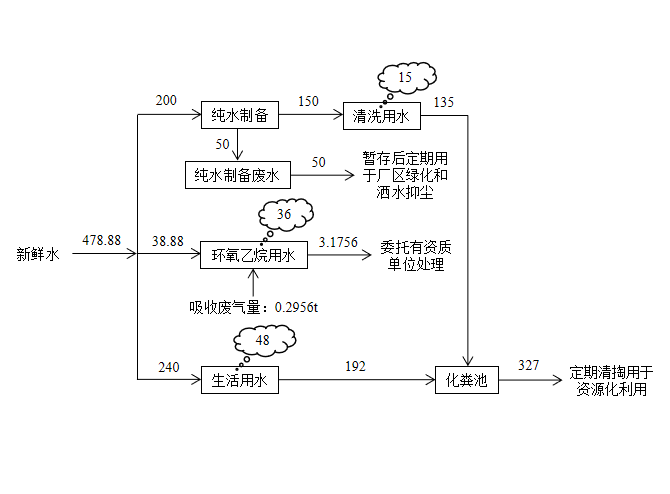 15
200
纯水制备
150
清洗用水
135
50
纯水制备废水
50
暂存后定期用
于厂区绿化和
洒水抑尘
36
新鲜水
478.88
38.88
环氧乙烷用水
3.1756
委托有资质
单位处理
吸收废气量：0.2956t
48
240
生活用水
192
化粪池
327
定期清掏用于
资源化利用